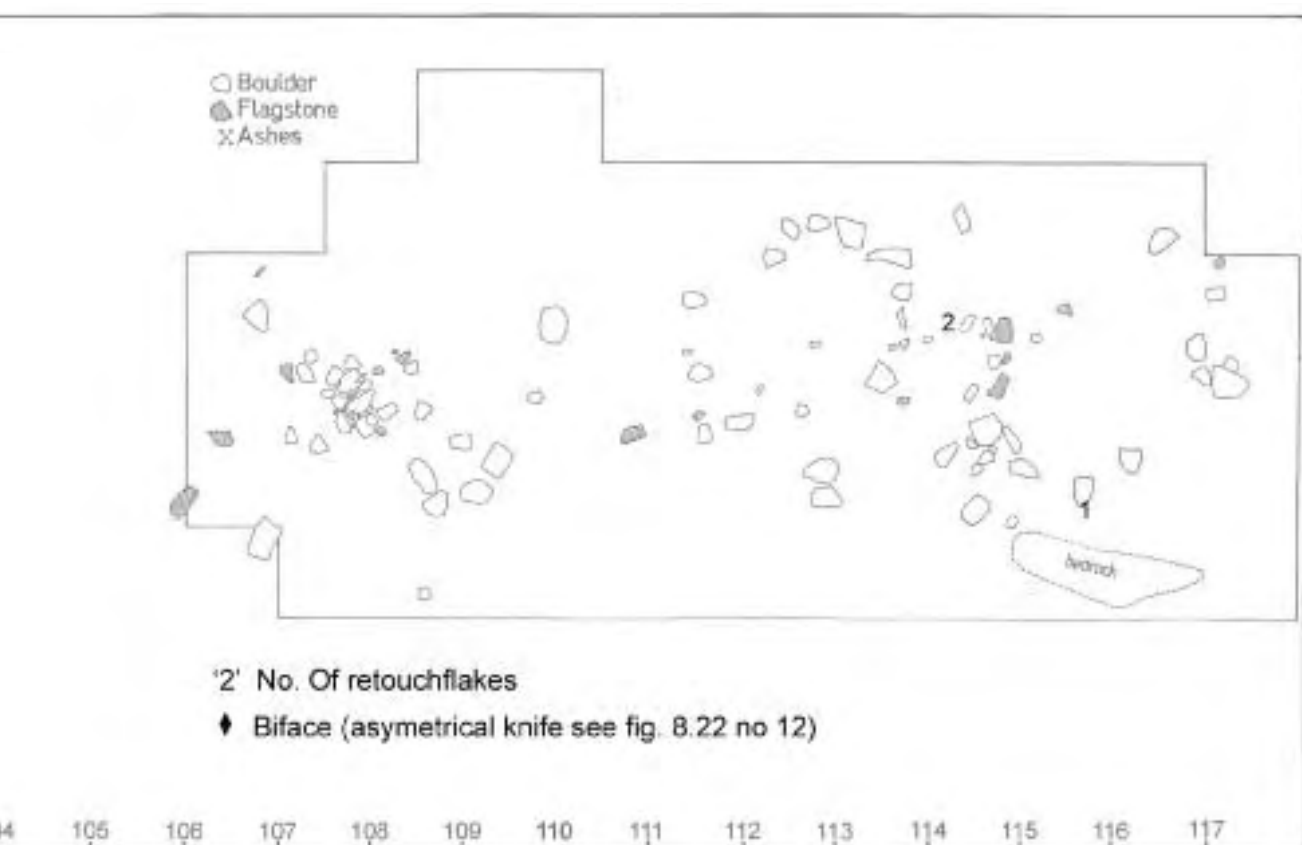 Boulder
Flagstone
X Ashes
2
1
bedrock
'2' No. Of retouchflakes
Biface (asymetrical knife see fig. 8.22 no 12)
105 106 107 108 109 110 111 112 113 114 115 116 117